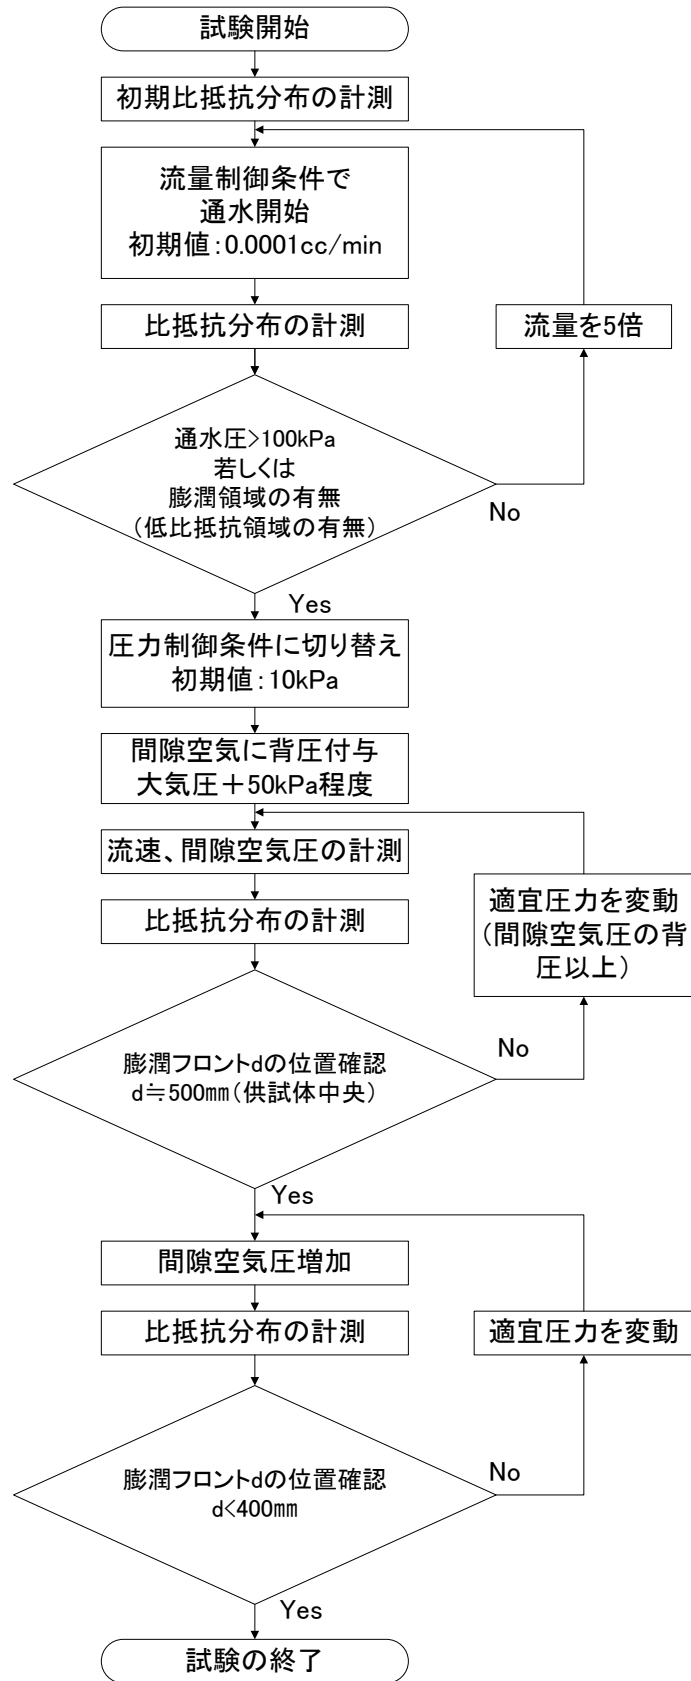 試験開始
初期比抵抗分布の計測
流量制御条件で
通水開始
初期値:0.0001cc/min
比抵抗分布の計測
流量を5倍
通水圧>100kPa
若しくは
膨潤領域の有無
(低比抵抗領域の有無)
No
Yes
圧力制御条件に切り替え
初期値:10kPa
間隙空気に背圧付与
大気圧+50kPa程度
流速、間隙空気圧の計測
比抵抗分布の計測
適宜圧力を変動
(間隙空気圧の背
圧以上)
膨潤フロントdの位置確認
d≒500㎜(供試体中央)
No
Yes
間隙空気圧増加
比抵抗分布の計測
適宜圧力を変動
膨潤フロントdの位置確認
d<400㎜
No
Yes
試験の終了